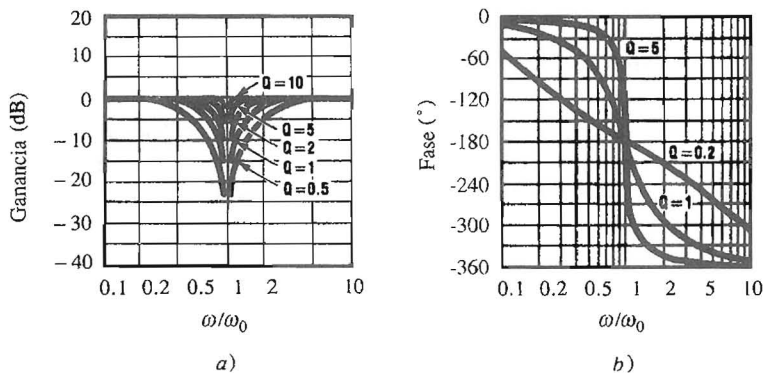 20
10
0
−10
−20
−30
−40
Ganancia (dB)
Q=10
Q=5
Q=2
Q=1
Q=0.5
0.1 0.2 0.5 1 2 10
ω/ω₀
a)
0
-60
-120
-180
-240
-300
-360
Fase (°)
Q=5
Q=0.2
Q=1
0.1 0.2 0.5 1 2 5 10
ω/ω₀
b)